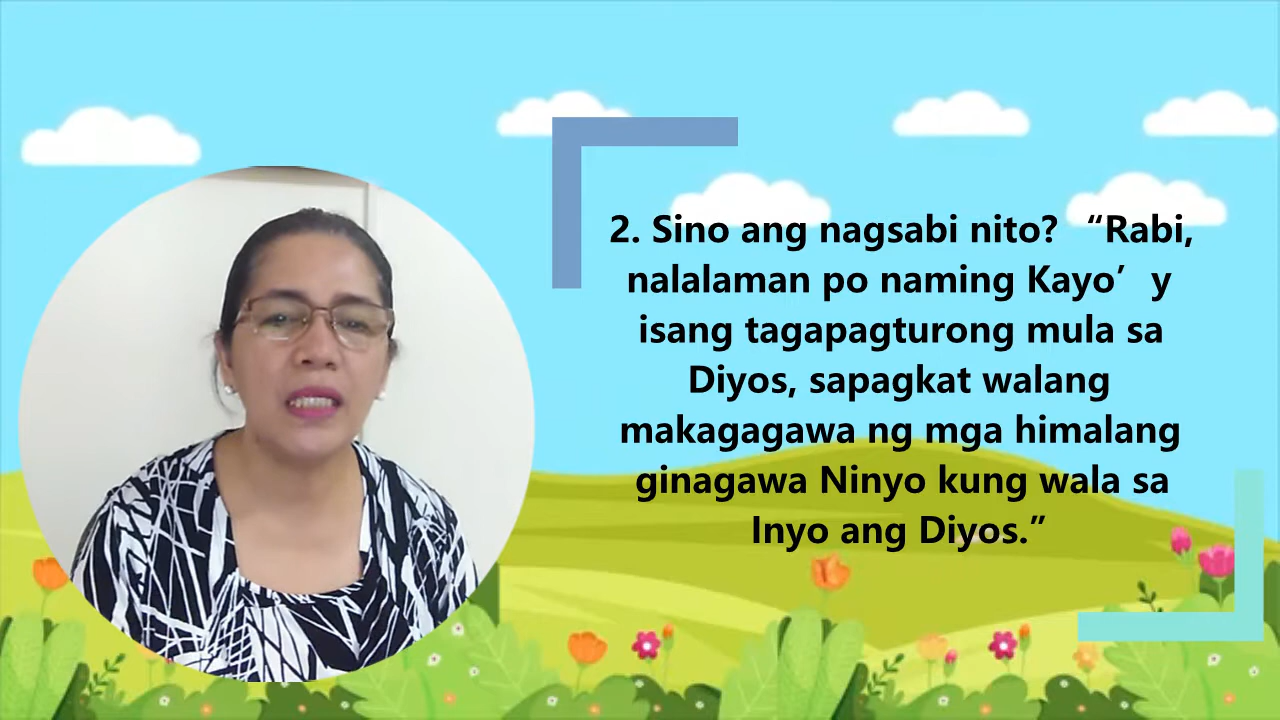 2. Sino ang nagsabi nito? “Rabi,
nalalaman po naming Kayo’ y
isang tagapagturong mula sa
Diyos, sapagkat walang
makagagawa ng mga himalang
ginagawa Ninyo kung wala sa
Inyo ang Diyos.”